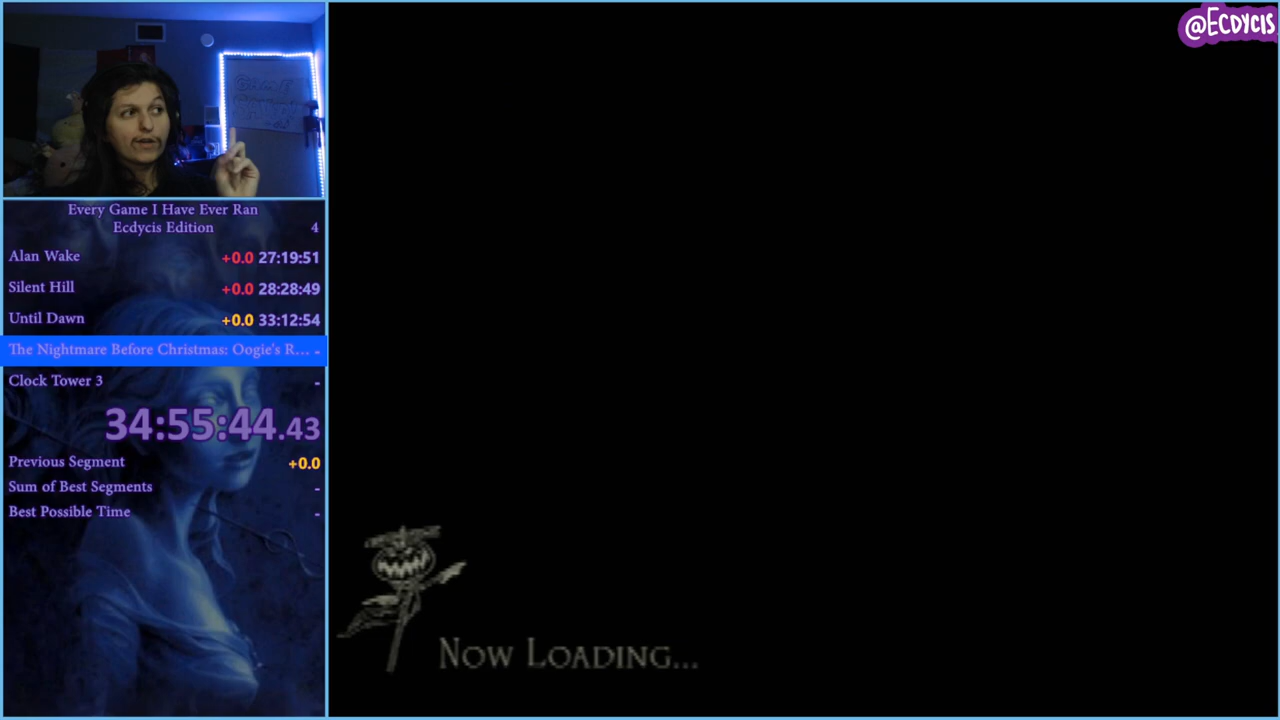 @ECDYCIS
GAME
Every Game I Have Ever Ran
Ecdycis Edition 4
Alan Wake +0.0 27:19:51
Silent Hill +0.0 28:28:49
Until Dawn +0.0 33:12:54
The Nightmare Before Christmas: Oogie's R... -
Clock Tower 3 -
34:55:44.43
Previous Segment +0.0
Sum of Best Segments -
Best Possible Time -
NOW LOADING...